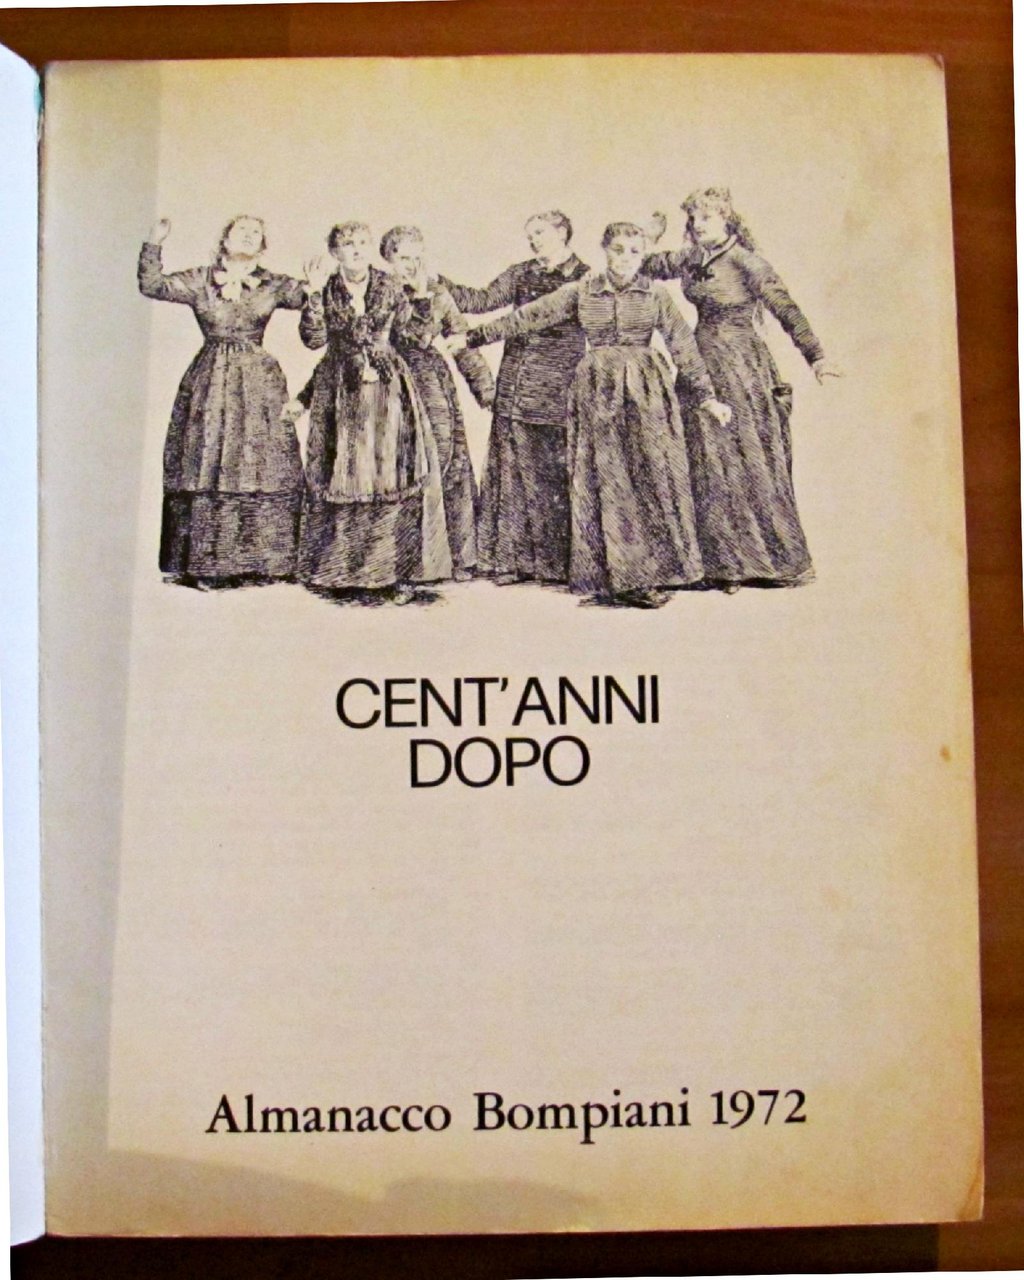 CENT'ANNI
DOPO
Almanacco Bompiani 1972